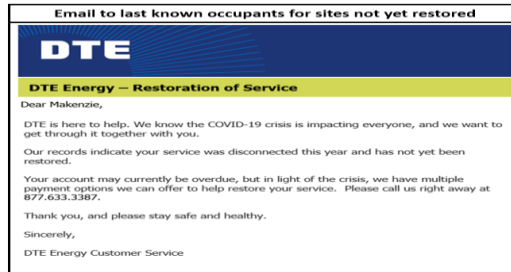 Email to last known occupants for sites not yet restored
DTE
DTE Energy – Restoration of Service
Dear Makenzie,
DTE is here to help. We know the COVID-19 crisis is impacting everyone, and we want to
get through it together with you.
Our records indicate your service was disconnected this year and has not yet been
restored.
Your account may currently be overdue, but in light of the crisis, we have multiple
payment options we can offer to help restore your service.  Please call us right away at
877.633.3387.
Thank you, and please stay safe and healthy.
Sincerely,
DTE Energy Customer Service